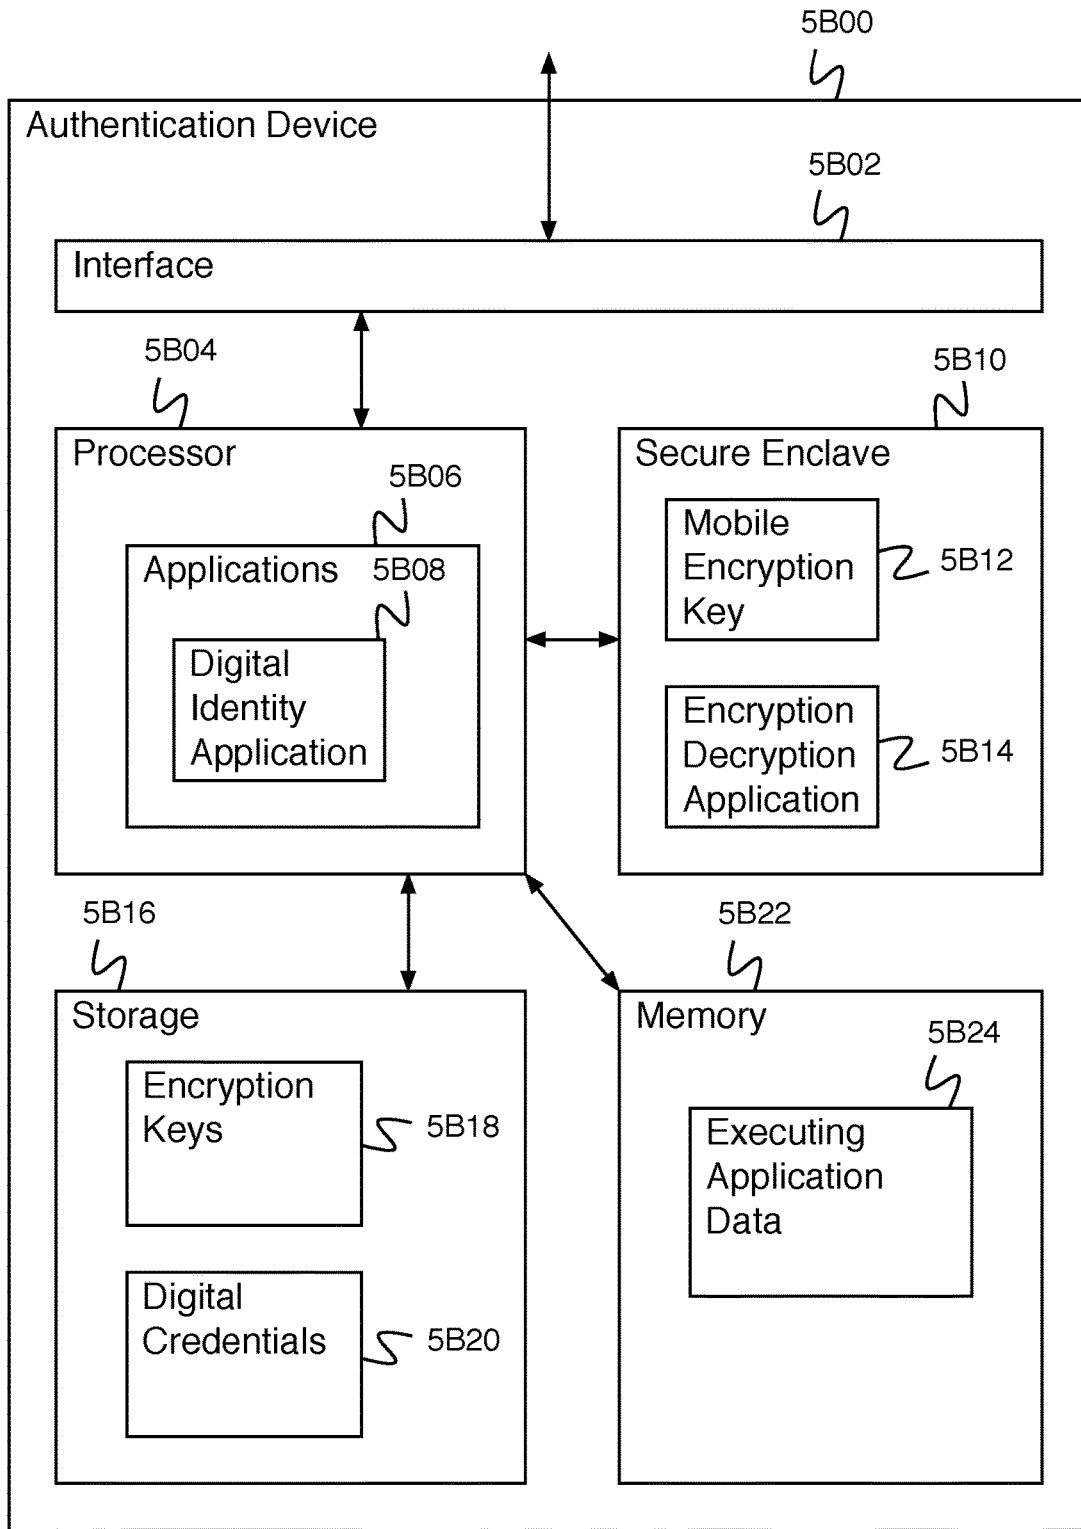 5B00
Authentication Device
5B02
Interface
5B04
5B10
Processor
Secure Enclave
5B06
Mobile
Encryption
Key
5B12
Applications
5B08
Digital
Identity
Application
Encryption
Decryption
Application
5B14
5B16
5B22
Storage
Memory
5B24
Encryption
Keys
5B18
Executing
Application
Data
Digital
Credentials
5B20